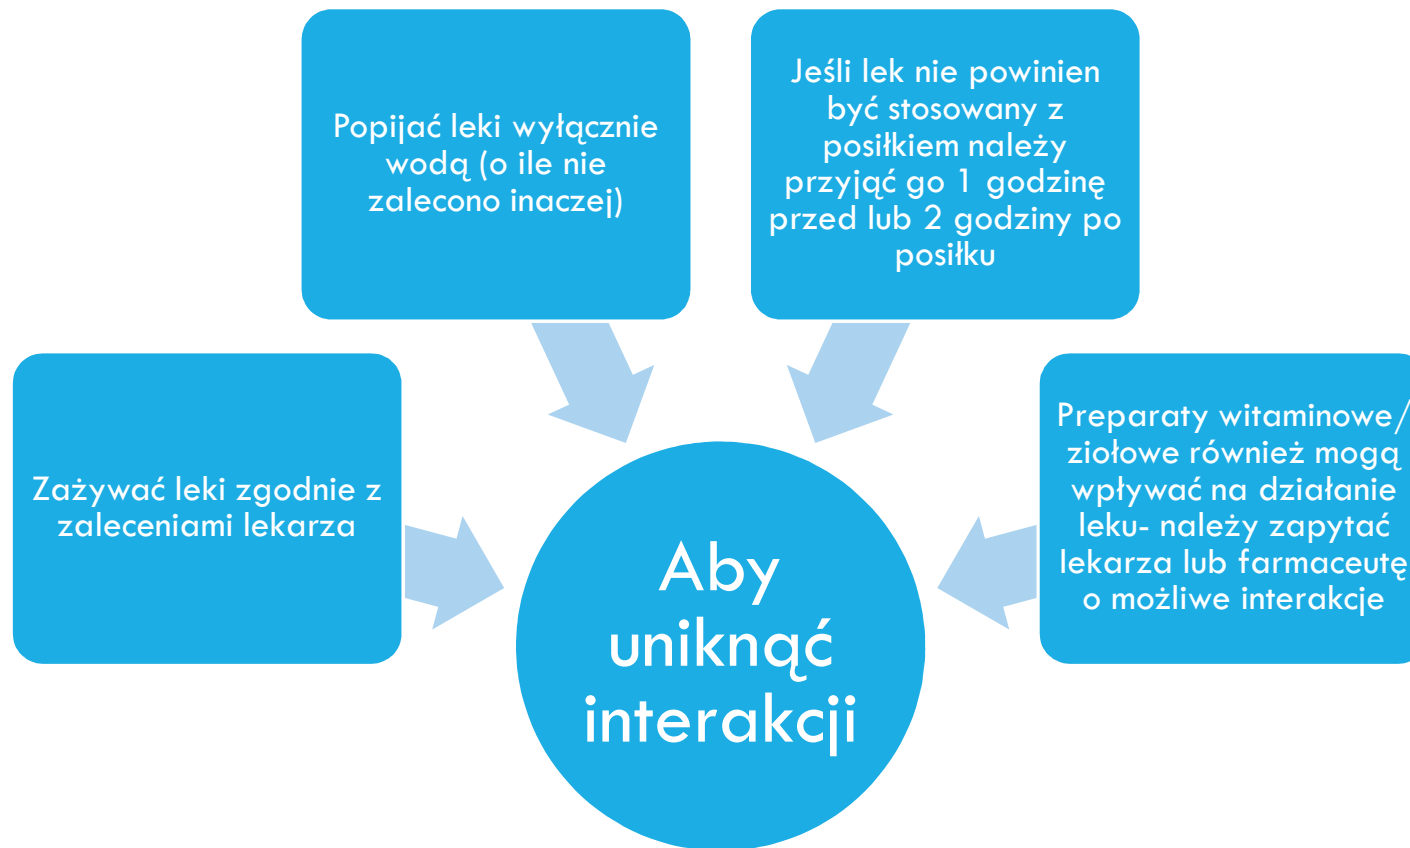 Popijać leki wyłącznie
wodą (o ile nie
zalecono inaczej)
Jeśli lek nie powinien
być stosowany z
posiłkiem należy
przyjąć go 1 godzinę
przed lub 2 godziny po
posiłku
Zażywać leki zgodnie z
zaleceniami lekarza
Preparaty witaminowe/
ziołowe również mogą
wpływać na działanie
leku- należy zapytać
lekarza lub farmaceutę
o możliwe interakcje
Aby
uniknąć
interakcji